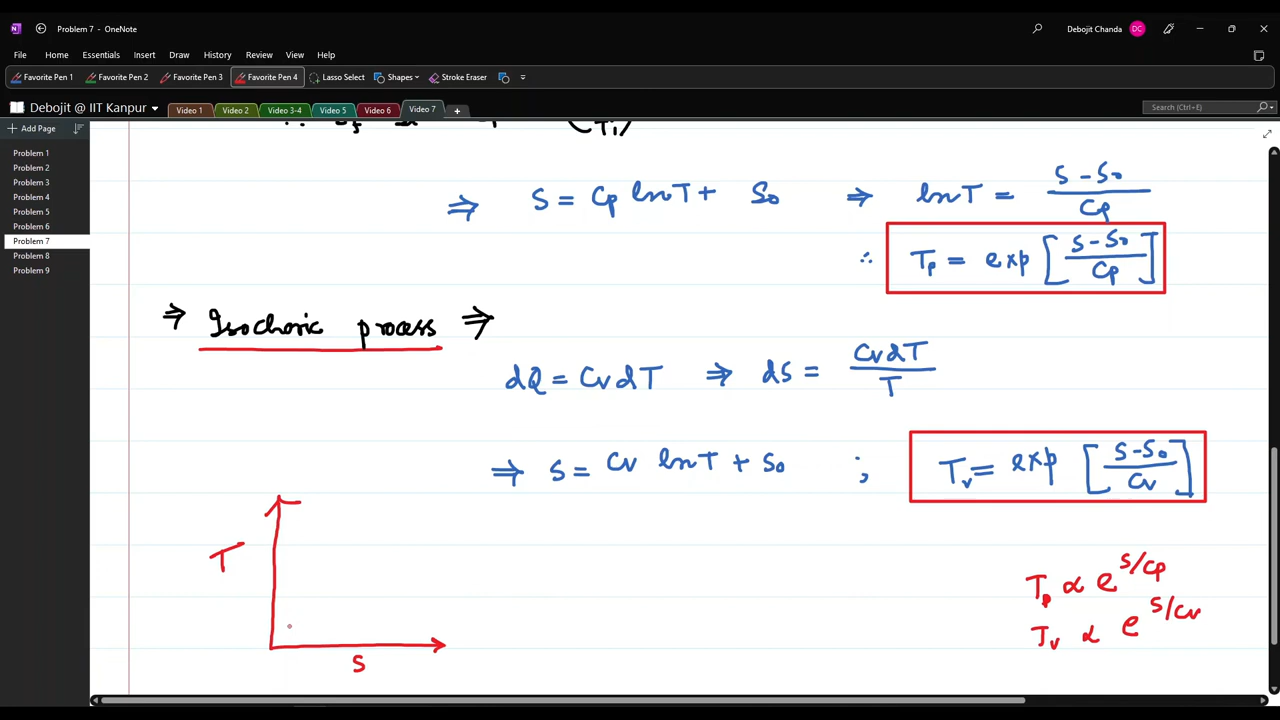 Problem 7 - OneNote
Debojit Chanda DC
File Home Essentials Insert Draw History Review View Help
Favorite Pen 1 Favorite Pen 2 Favorite Pen 3 Favorite Pen 4 Lasso Select Shapes Stroke Eraser
Debojit @ IIT Kanpur Video 1 Video 2 Video 3-4 Video 5 Video 6 Video 7 + Search (Ctrl+E)
+ Add Page
Problem 1
Problem 2
Problem 3
Problem 4
Problem 5
Problem 6
Problem 7
Problem 8
Problem 9
⇒ S = Cp lnT + S₀ ⇒ lnT = (S - S₀)/Cp
∴ Tp = exp [(S - S₀)/Cp]
⇒ Isochoric process ⇒
dQ = CvdT ⇒ dS = CvdT/T
⇒ S = Cv lnT + S₀ ; Tv = exp [(S - S₀)/Cv]
T
S
Tp ∝ e^S/Cp
Tv ∝ e^S/Cv